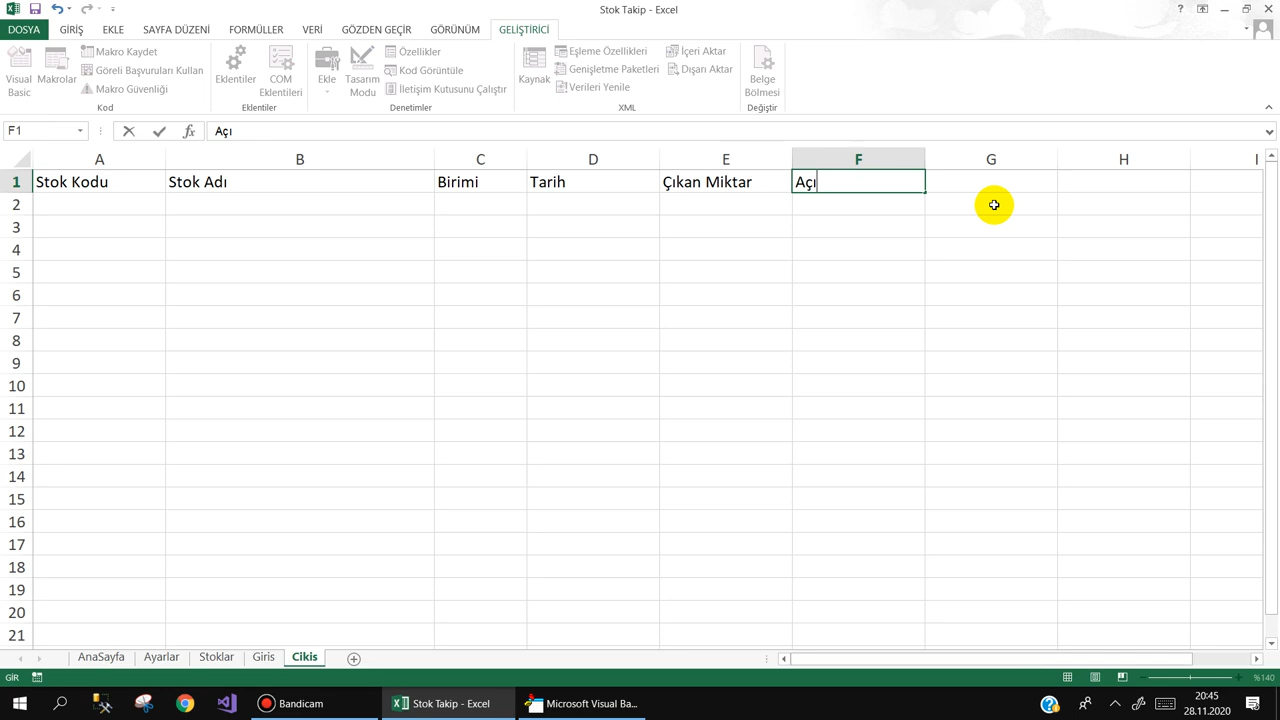 Stok Takip - Excel
DOSYA GİRİŞ EKLE SAYFA DÜZENİ FORMÜLLER VERİ GÖZDEN GEÇİR GÖRÜNÜM GELİŞTİRİCİ
Visual Basic
Makrolar
Makro Kaydet
Göreli Başvuruları Kullan
Makro Güvenliği
Kod
Eklentiler
COM Eklentileri
Eklentiler
Ekle
Tasarım Modu
Özellikler
Kod Görüntüle
İletişim Kutusunu Çalıştır
Denetimler
Kaynak
Eşleme Özellikleri
Genişletme Paketleri
Verileri Yenile
İçeri Aktar
Dışarı Aktar
XML
Belge Bölmesi
Değiştir
F1 fx Açı
A B C D E F G H I
1 Stok Kodu Stok Adı Birimi Tarih Çıkan Miktar Açı
2
3
4
5
6
7
8
9
10
11
12
13
14
15
16
17
18
19
20
21
AnaSayfa Ayarlar Stoklar Giris Cikis
GİR %140
Bandicam Stok Takip - Excel Microsoft Visual Ba...
20:45
28.11.2020